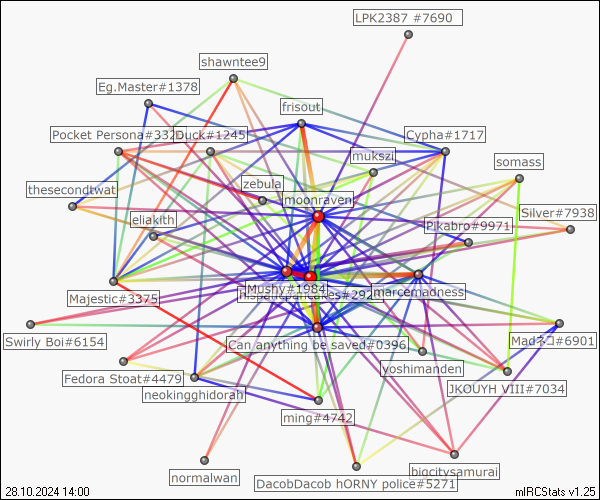 LPK2387 #7690
shawntee9
Eg.Master#1378
frisout
Pocket Persona#332
Duck#1245
Cypha#1717
mukszi
somass
zebula
thesecondtwat
moonraven
Silver#7938
eliakith
Pikabro#9971
Mushy#1984
marcemadness
Majestic#3375
Swirly Boi#6154
Can anything be saved#0396
Madネコ#6901
yoshimanden
Fedora Stoat#4479
JKOUYH VIII#7034
neokingghidorah
ming#4742
normalwan
bigcitysamurai
DacobDacob hORNY police#5271
28.10.2024 14:00
mIRCStats v1.25